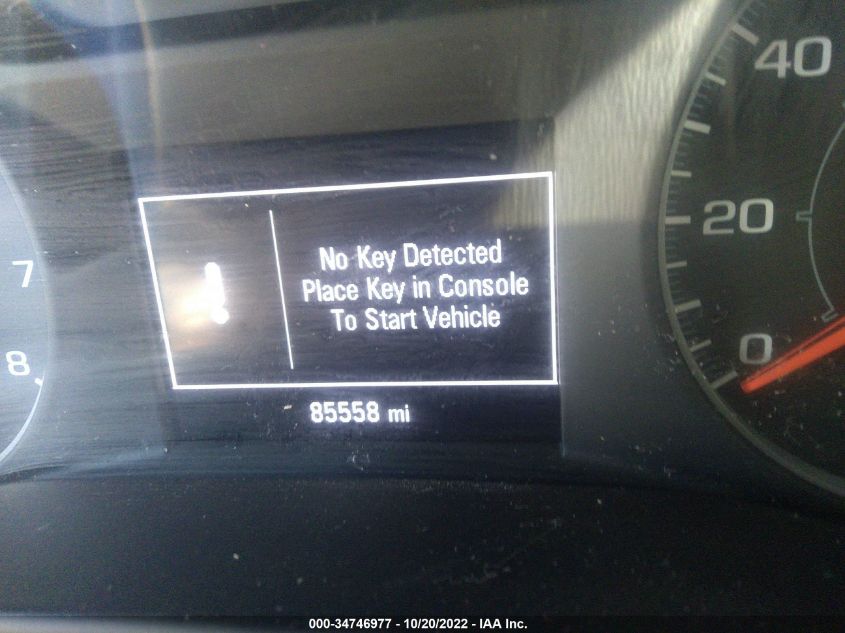 40
20
0
7
8
No Key Detected
Place Key in Console
To Start Vehicle
85558 mi
000-34746977 - 10/20/2022 - IAA Inc.